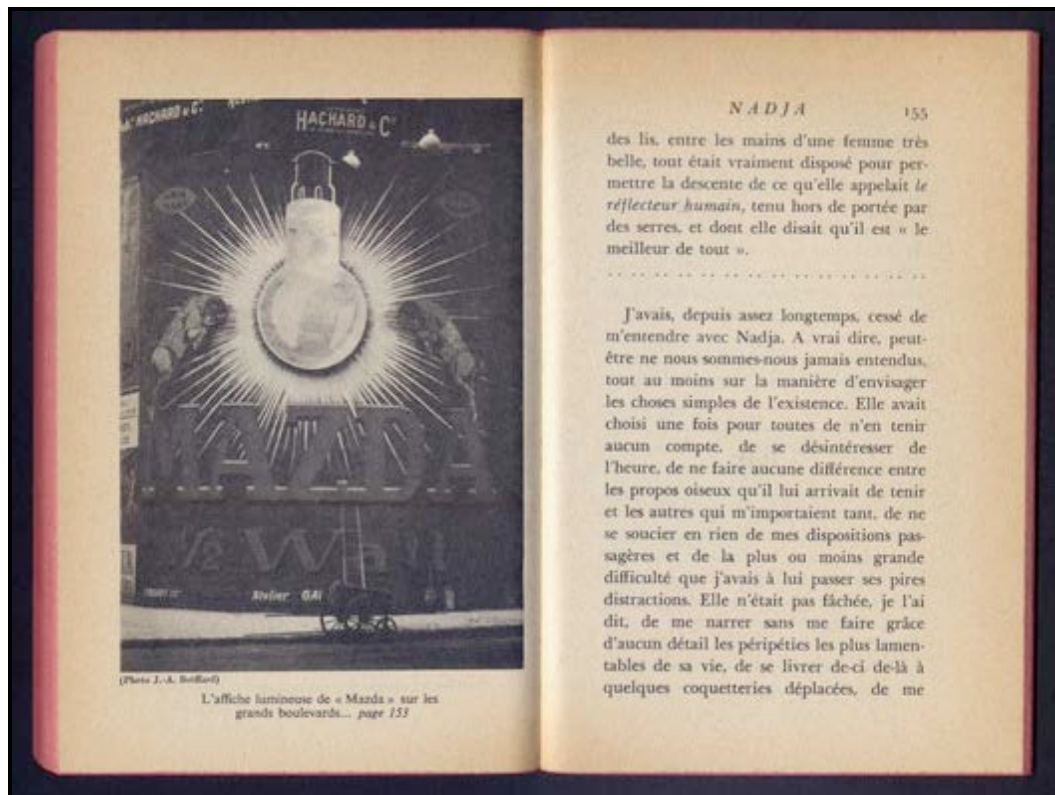 HACHARD & Cⁱᵉ
HACHARD & Cⁱᵉ
MAZDA
Atelier GAI
(Photo J.-A. Boiffard)
L'affiche lumineuse de « Mazda » sur les
grands boulevards... page 153
NADJA 155
des lis, entre les mains d'une femme très
belle, tout était vraiment disposé pour per-
mettre la descente de ce qu'elle appelait le
réflecteur humain, tenu hors de portée par
des serres, et dont elle disait qu'il est « le
meilleur de tout ».
. . . . . . . . . . . . . . . . . . . . . .
J'avais, depuis assez longtemps, cessé de
m'entendre avec Nadja. A vrai dire, peut-
être ne nous sommes-nous jamais entendus,
tout au moins sur la manière d'envisager
les choses simples de l'existence. Elle avait
choisi une fois pour toutes de n'en tenir
aucun compte, de se désintéresser de
l'heure, de ne faire aucune différence entre
les propos oiseux qu'il lui arrivait de tenir
et les autres qui m'importaient tant, de ne
se soucier en rien de mes dispositions pas-
sagères et de la plus ou moins grande
difficulté que j'avais à lui passer ses pires
distractions. Elle n'était pas fâchée, je l'ai
dit, de me narrer sans me faire grâce
d'aucun détail les péripéties les plus lamen-
tables de sa vie, de se livrer de-ci de-là à
quelques coquetteries déplacées, de me